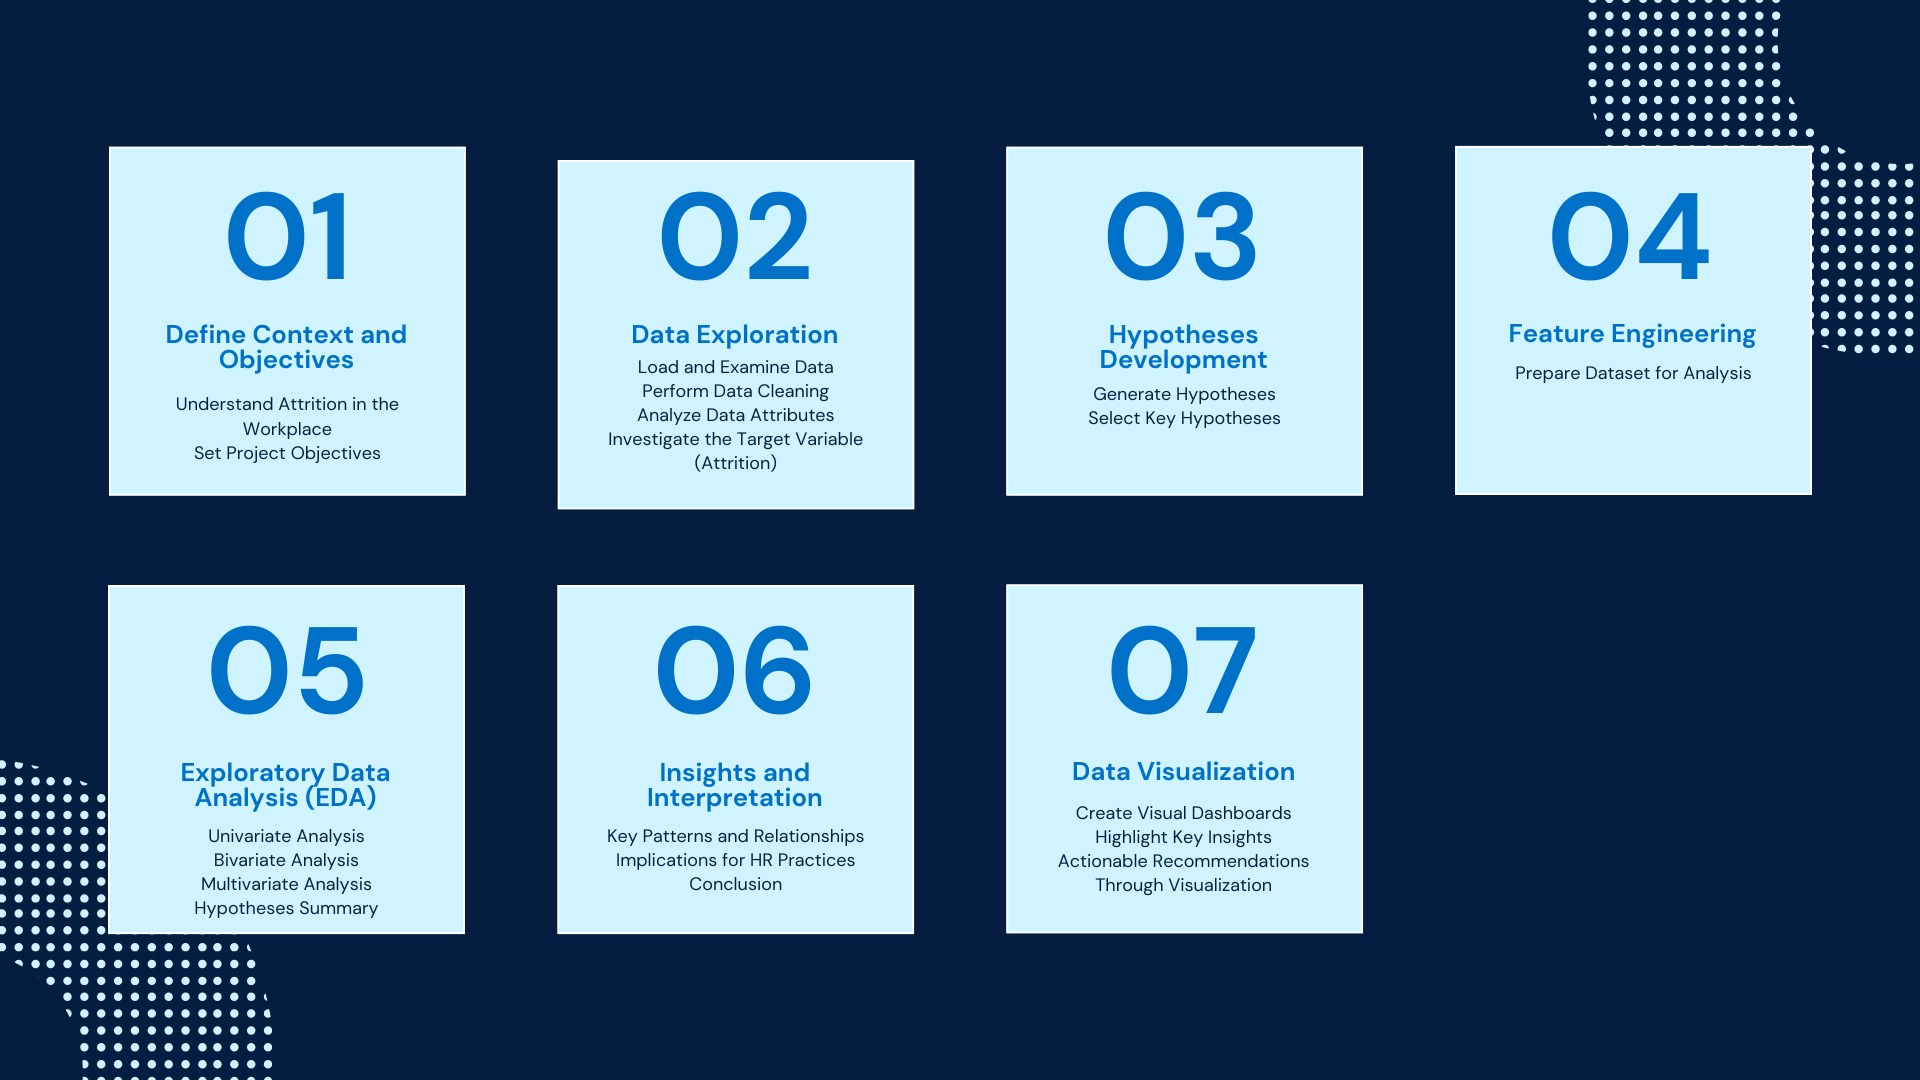 01
Define Context and
Objectives
Understand Attrition in the
Workplace
Set Project Objectives
02
Data Exploration
Load and Examine Data
Perform Data Cleaning
Analyze Data Attributes
Investigate the Target Variable
(Attrition)
03
Hypotheses
Development
Generate Hypotheses
Select Key Hypotheses
04
Feature Engineering
Prepare Dataset for Analysis
05
Exploratory Data
Analysis (EDA)
Univariate Analysis
Bivariate Analysis
Multivariate Analysis
Hypotheses Summary
06
Insights and
Interpretation
Key Patterns and Relationships
Implications for HR Practices
Conclusion
07
Data Visualization
Create Visual Dashboards
Highlight Key Insights
Actionable Recommendations
Through Visualization